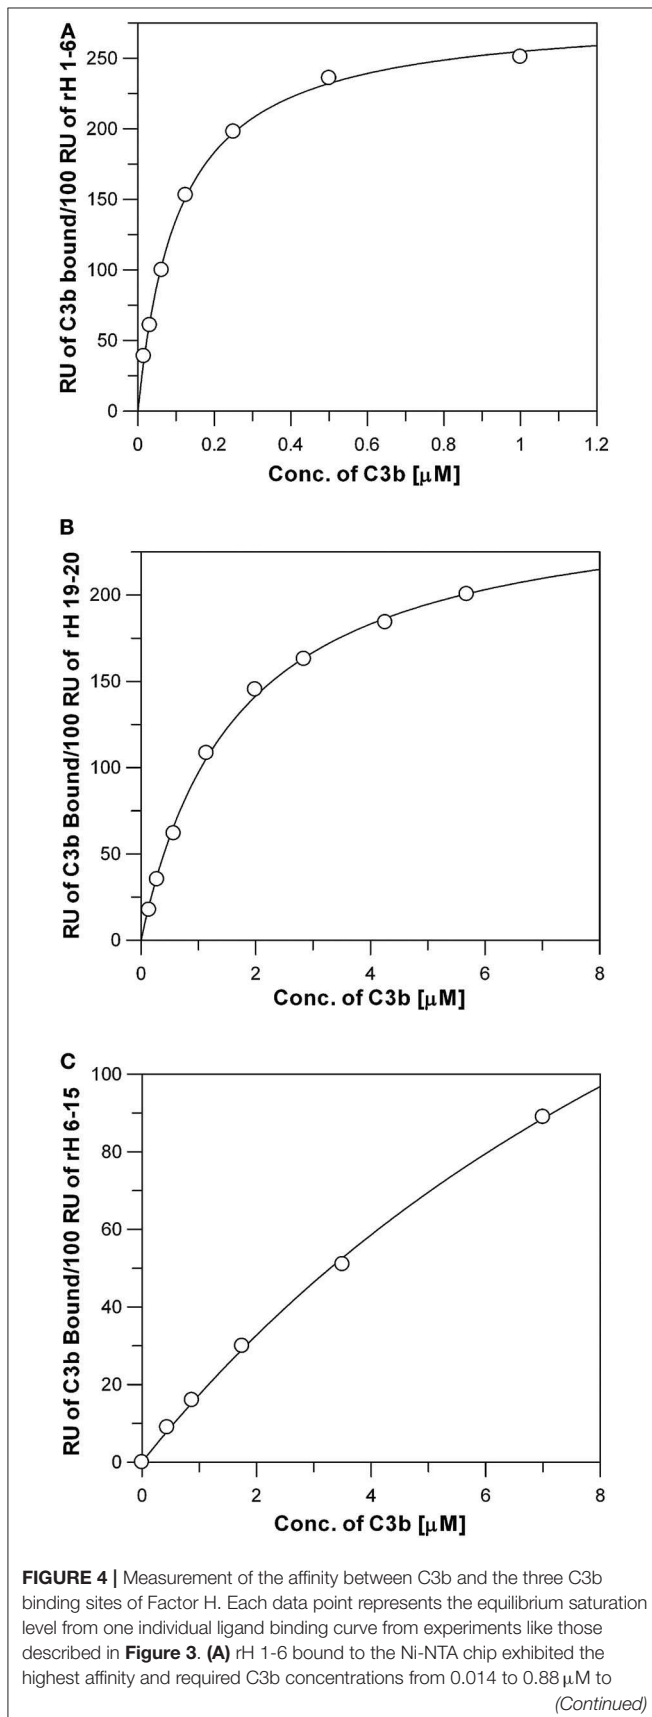 A
RU of C3b bound/100 RU of rH 1-6
250
200
150
100
50
0
0 0.2 0.4 0.6 0.8 1 1.2
Conc. of C3b [μM]
B
RU of C3b Bound/100 RU of rH 19-20
200
150
100
50
0
0 2 4 6 8
Conc. of C3b [μM]
C
RU of C3b Bound/100 RU of rH 6-15
100
80
60
40
20
0
0 2 4 6 8
Conc. of C3b [μM]
FIGURE 4 | Measurement of the affinity between C3b and the three C3b
binding sites of Factor H. Each data point represents the equilibrium saturation
level from one individual ligand binding curve from experiments like those
described in Figure 3. (A) rH 1-6 bound to the Ni-NTA chip exhibited the
highest affinity and required C3b concentrations from 0.014 to 0.88 μM to
(Continued)